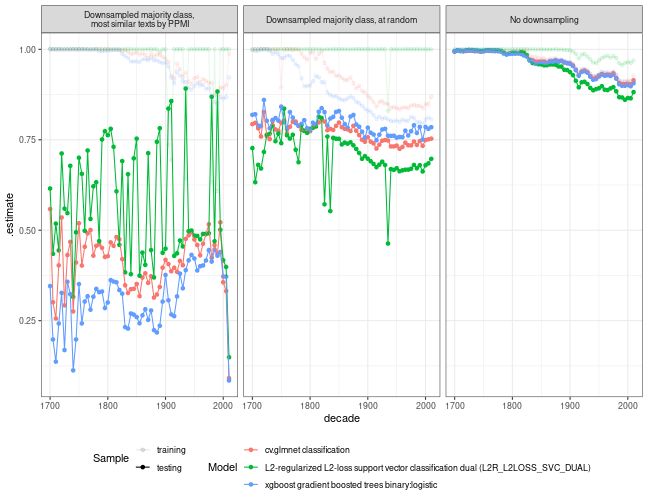 Downsampled majority class,
most similar texts by PPMI
Downsampled majority class, at random
No downsampling
1.00
0.75
0.50
0.25
.estimate
1700 1800 1900 2000
1700 1800 1900 2000
1700 1800 1900 2000
decade
Sample
training
testing
Model
cv.glmnet classification
L2-regularized L2-loss support vector classification dual (L2R_L2LOSS_SVC_DUAL)
xgboost gradient boosted trees binary:logistic